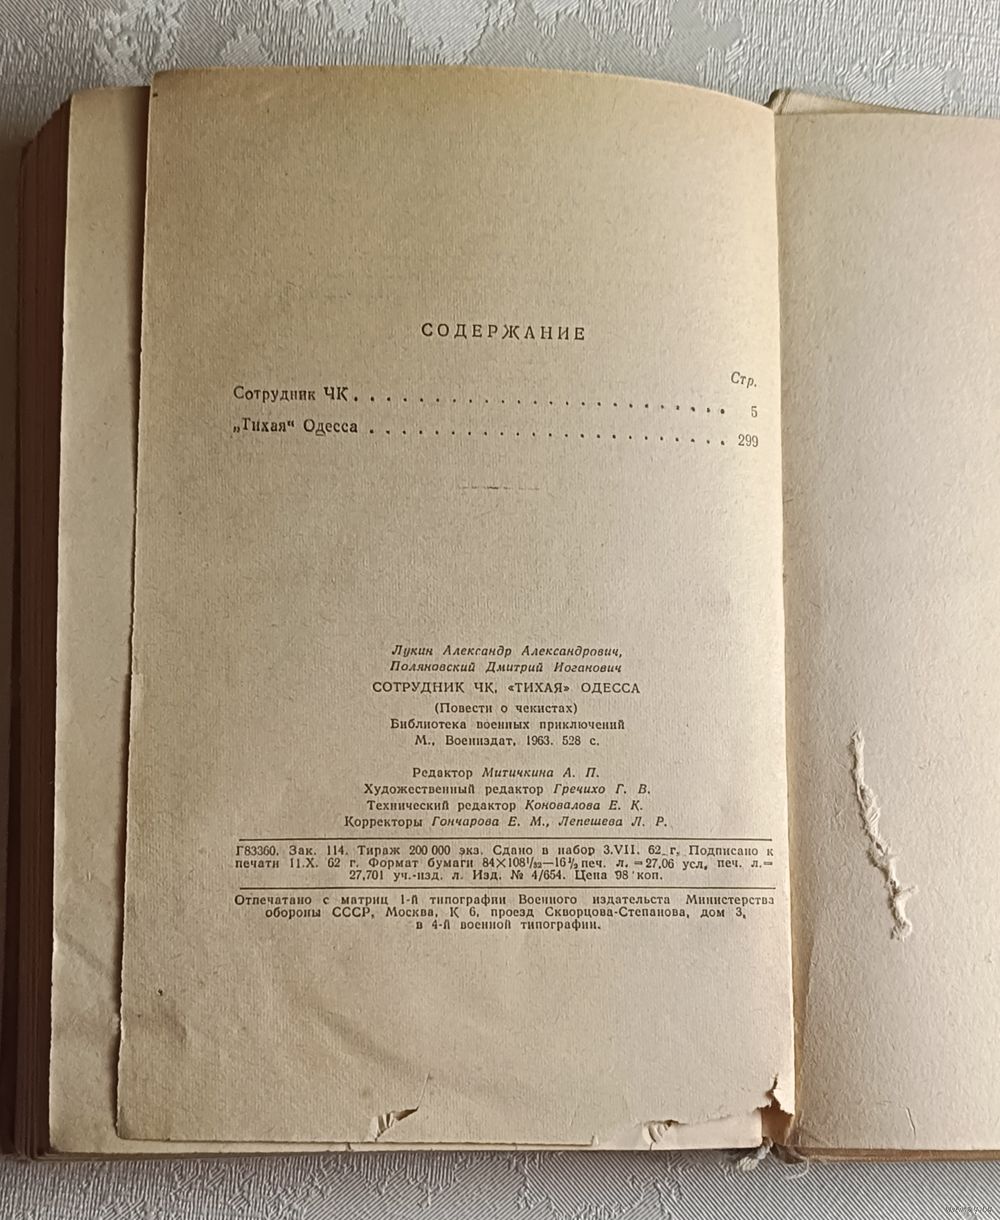 СОДЕРЖАНИЕ
Стр.
Сотрудник ЧК . . . . . . . . . . . . . . . . . . . . . . . . 5
„Тихая“ Одесса . . . . . . . . . . . . . . . . . . . . . . . 299
Лукин Александр Александрович,
Поляновский Дмитрий Иоганович
СОТРУДНИК ЧК, «ТИХАЯ» ОДЕССА
(Повести о чекистах)
Библиотека военных приключений
М., Воениздат, 1963. 528 с.
Редактор Митичкина А. П.
Художественный редактор Гречихо Г. В.
Технический редактор Коновалова Е. К.
Корректоры Гончарова Е. М., Лепешева Л. Р.
Г83360. Зак. 114. Тираж 200 000 экз. Сдано в набор 3.VII. 62 г. Подписано к
печати 11.X. 62 г. Формат бумаги 84×108¹/₃₂—16½ печ. л. = 27,06 усл. печ. л.=
27,701 уч.-изд. л. Изд. № 4/654. Цена 98 коп.
Отпечатано с матриц 1-й типографии Военного издательста Министерства
обороны СССР, Москва, К 6, проезд Скворцова-Степанова, дом 3,
в 4-й военной типографии.